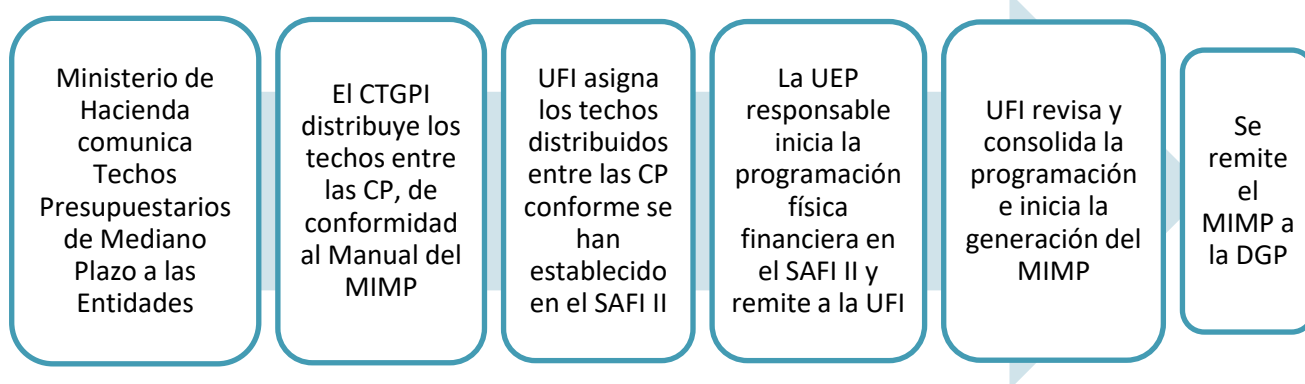 Ministerio de
Hacienda
comunica
Techos
Presupuestarios
de Mediano
Plazo a las
Entidades
El CTGPI
distribuye los
techos entre
las CP, de
conformidad
al Manual del
MIMP
UFI asigna
los techos
distribuidos
entre las CP
conforme se
han
establecido
en el SAFI II
La UEP
responsable
inicia la
programación
física
financiera en
el SAFI II y
remite a la UFI
UFI revisa y
consolida la
programación
e inicia la
generación del
MIMP
Se
remite
el
MIMP a
la DGP